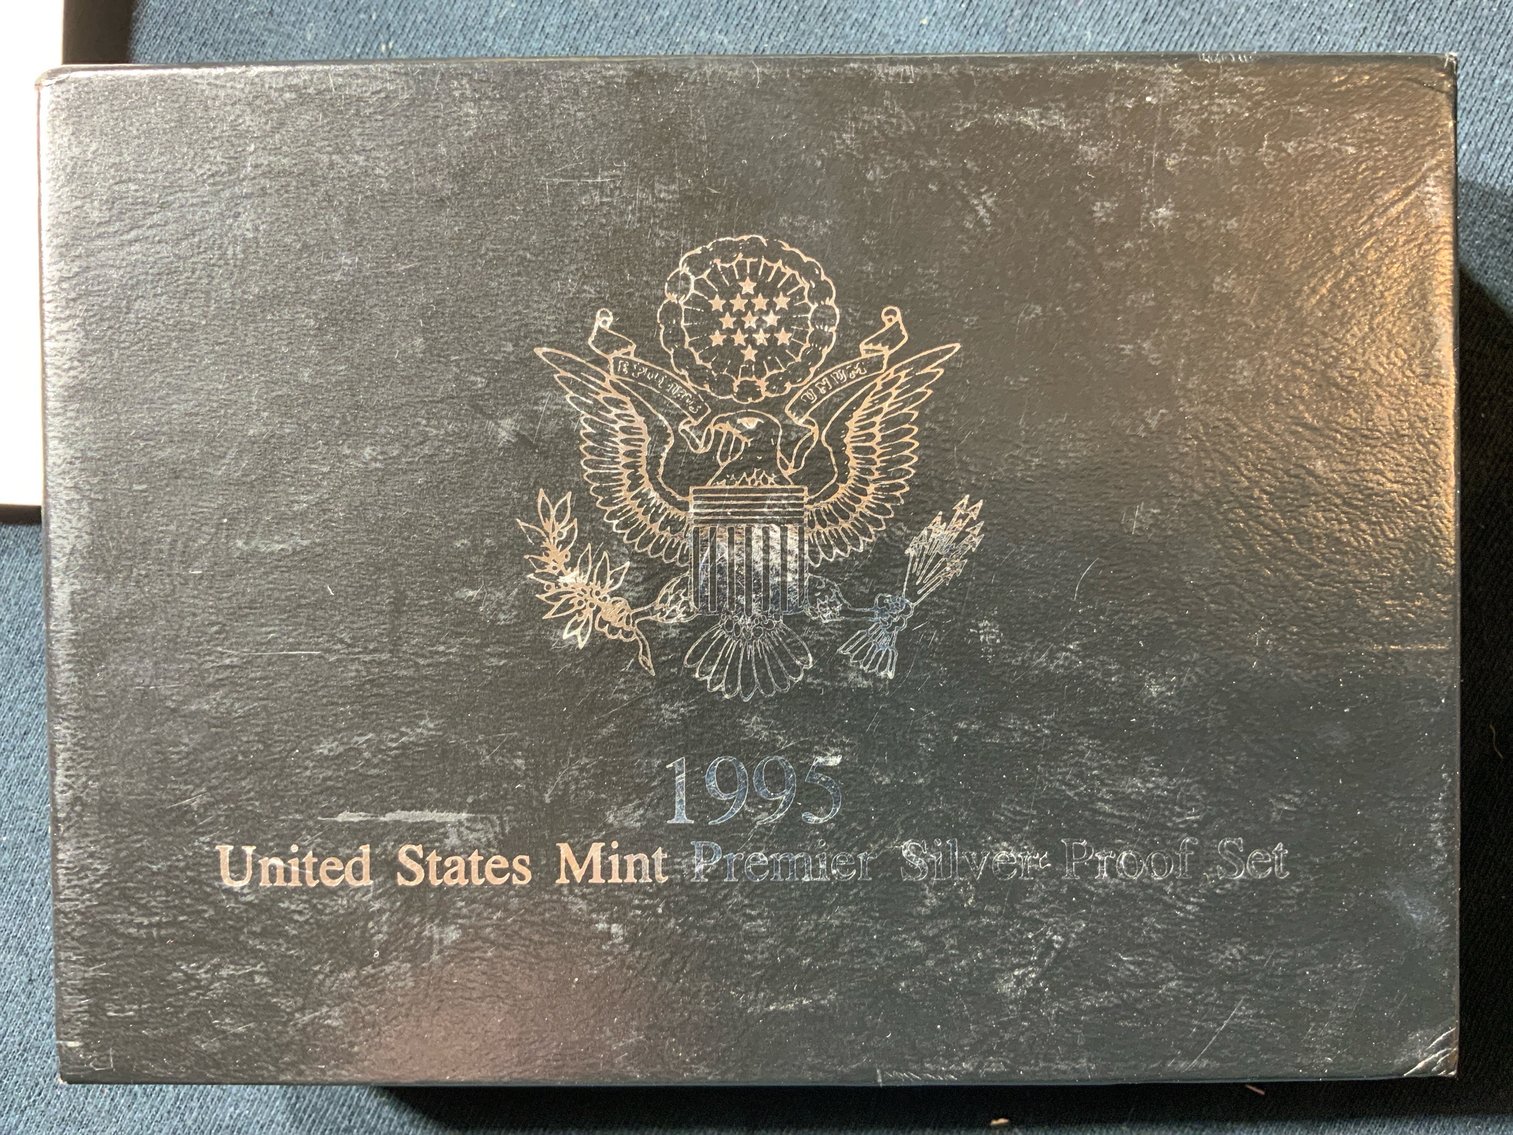 1995
United States Mint Premier Silver Proof Set